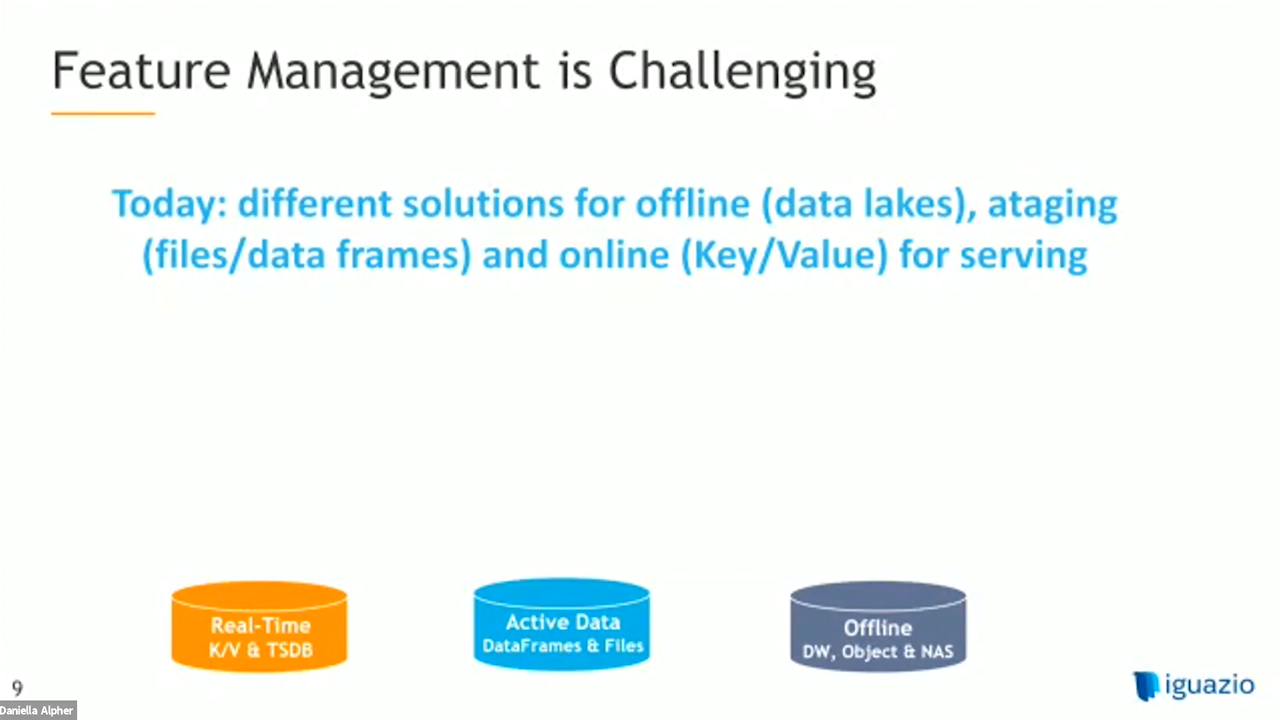 Feature Management is Challenging
Today: different solutions for offline (data lakes), ataging
(files/data frames) and online (Key/Value) for serving
Real-Time
K/V & TSDB
Active Data
DataFrames & Files
Offline
DW, Object & NAS
9
iguazio
Daniella Alpher